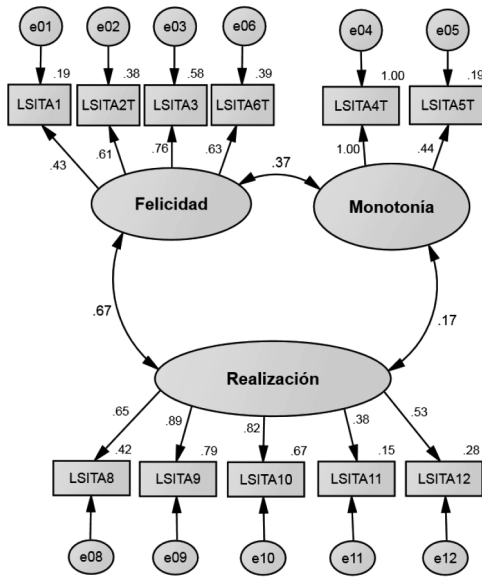 e01 e02 e03 e06 e04 e05
.19 .38 .58 .39 1.00 .19
LSITA1 LSITA2T LSITA3 LSITA6T LSITA4T LSITA5T
.43 .61 .76 .63 1.00 .44
.37
Felicidad Monotonía
.67 .17
Realización
.65 .89 .82 .38 .53
.42 .79 .67 .15 .28
LSITA8 LSITA9 LSITA10 LSITA11 LSITA12
e08 e09 e10 e11 e12